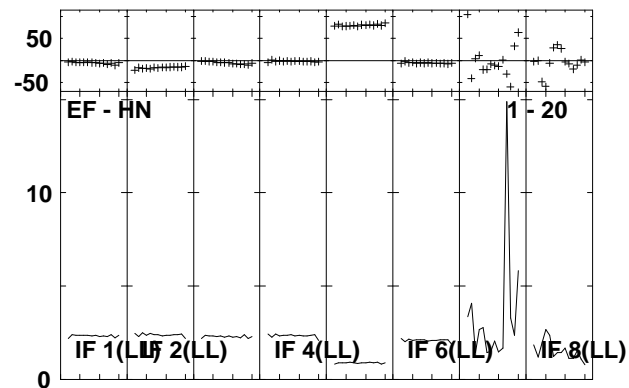 50
-50
EF - HN 1 - 20
10
IF 1(LL) IF 2(LL) IF 4(LL) IF 6(LL) IF 8(LL)
0